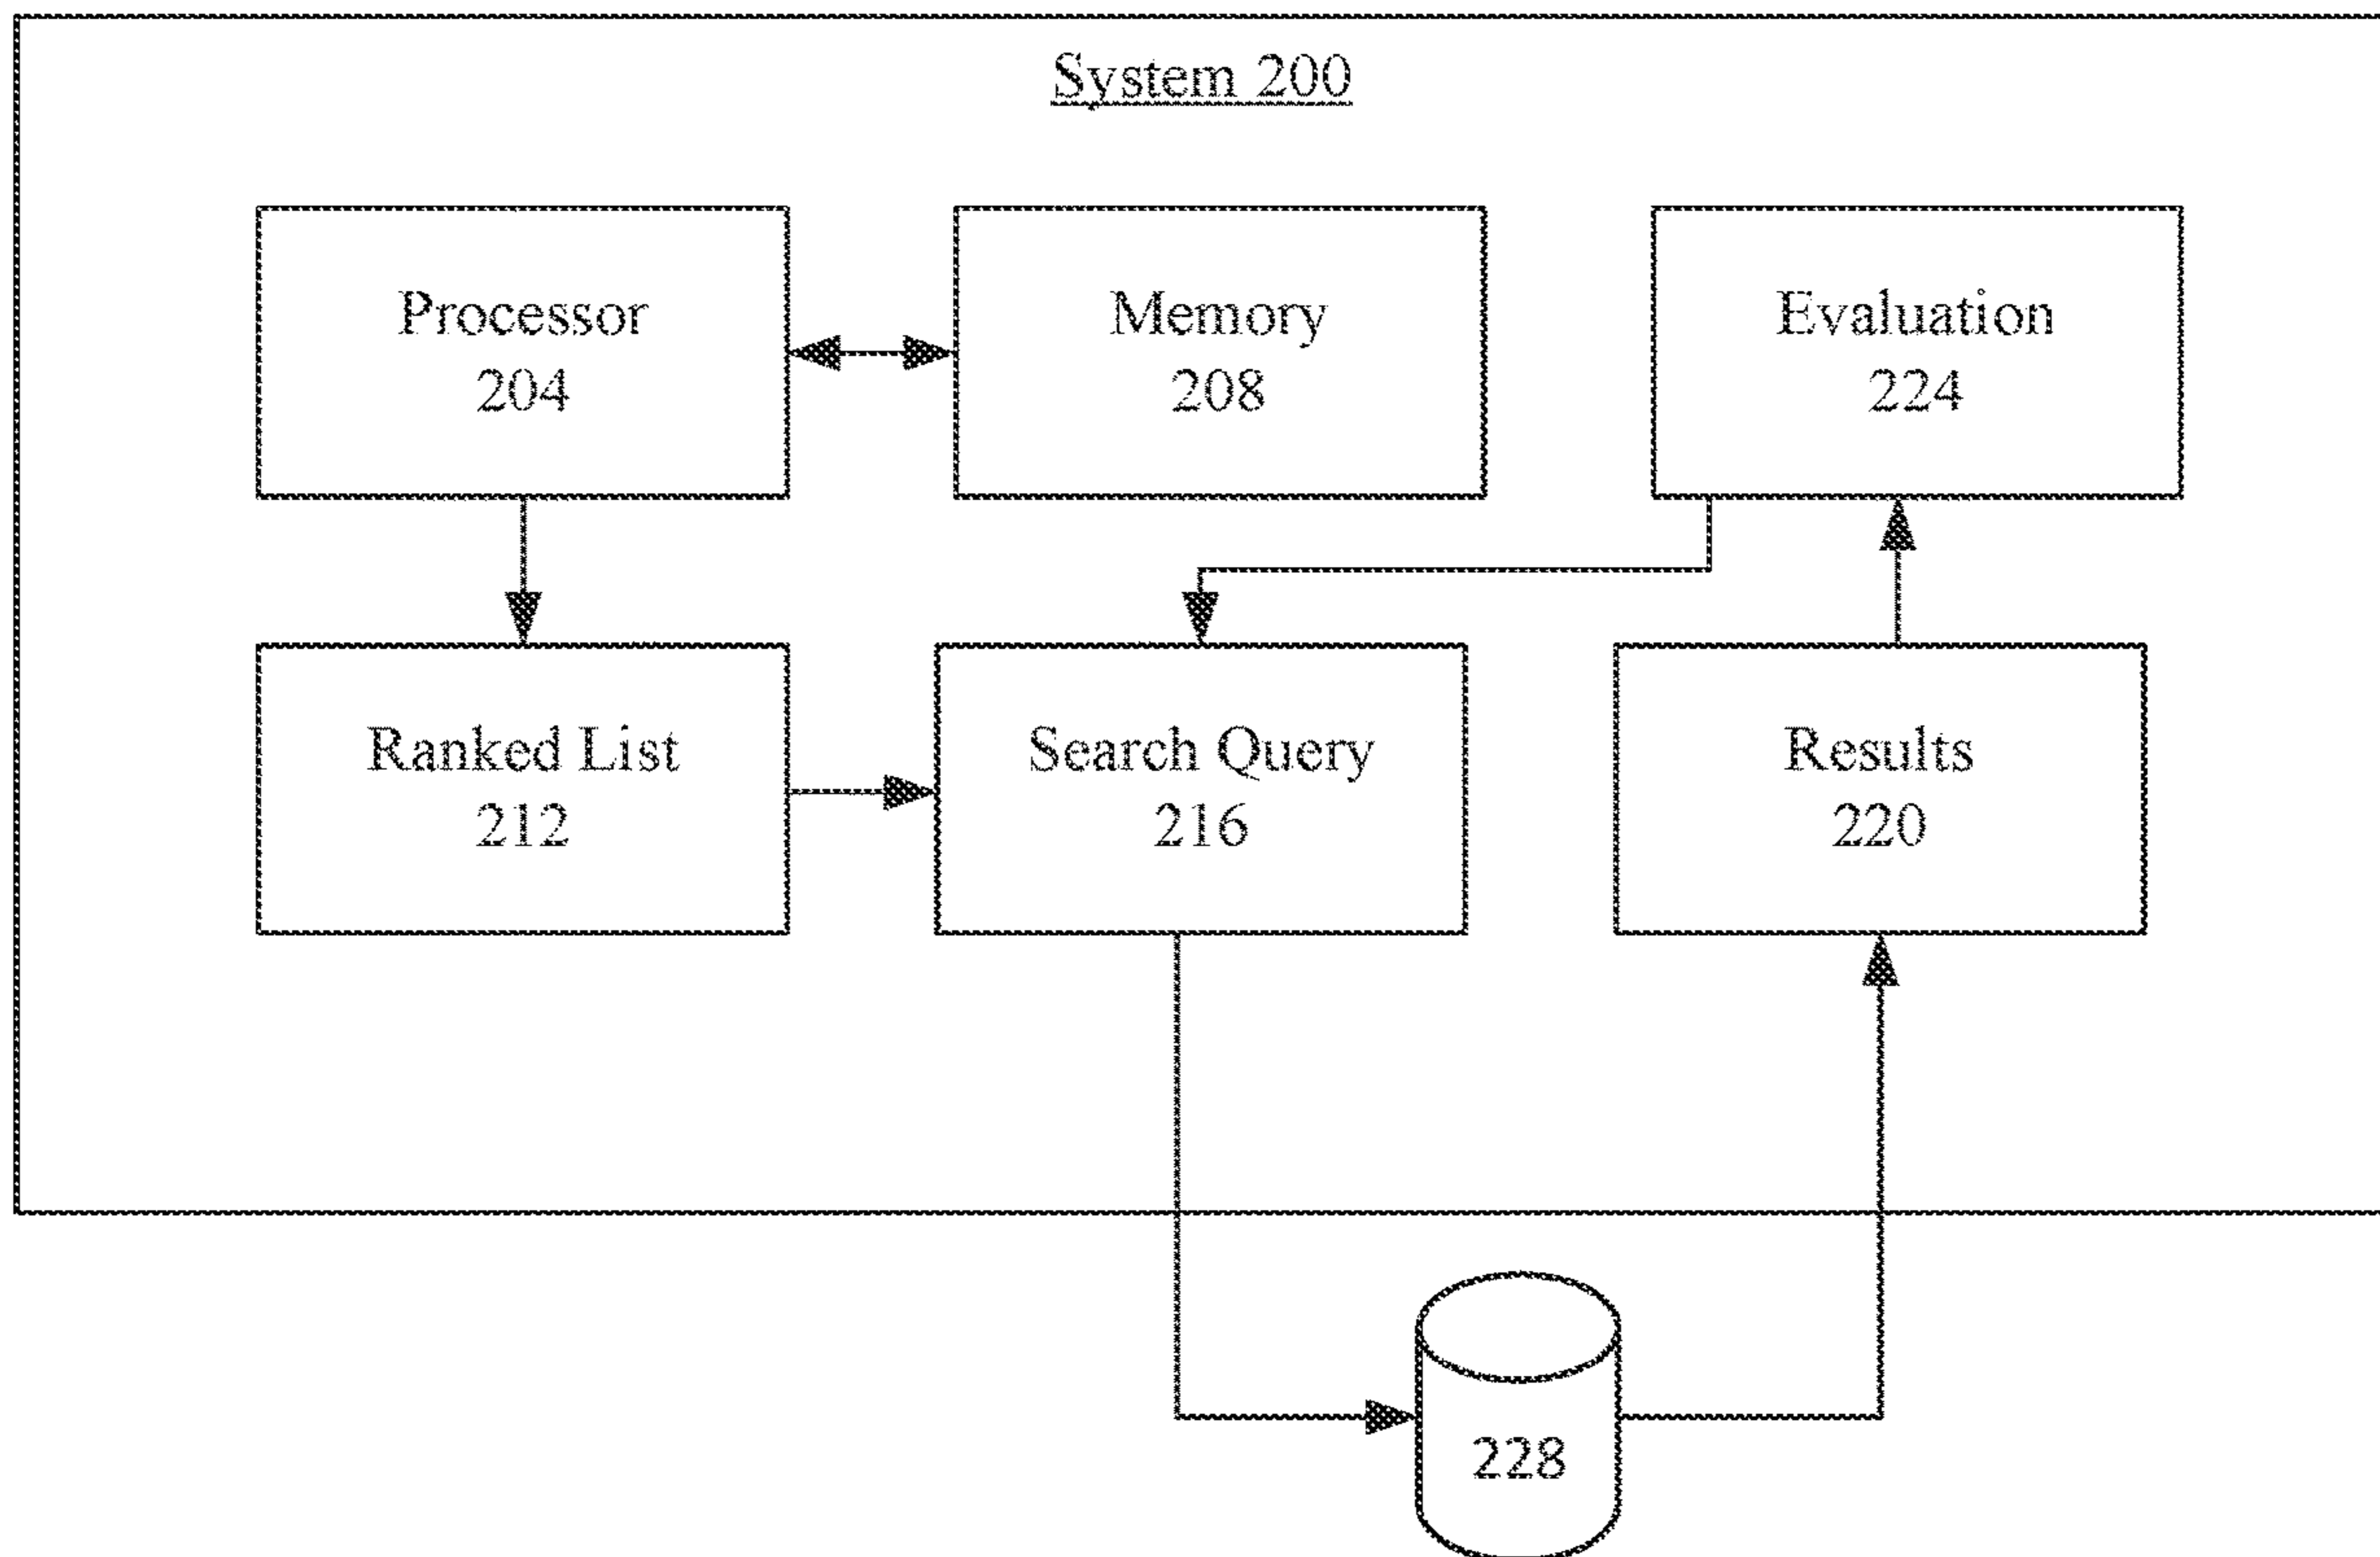 System 200
Processor
204
Memory
208
Evaluation
224
Ranked List
212
Search Query
216
Results
220
228